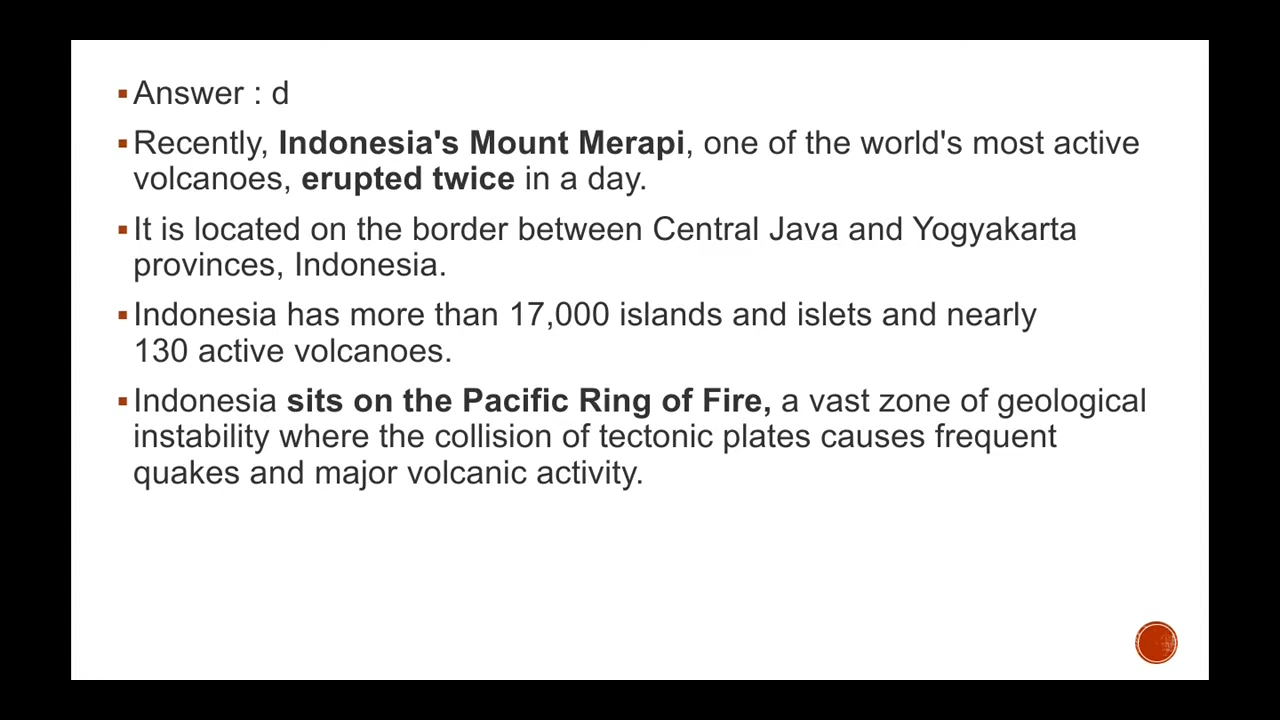 ▪Answer : d
▪Recently, Indonesia's Mount Merapi, one of the world's most active
volcanoes, erupted twice in a day.
▪It is located on the border between Central Java and Yogyakarta
provinces, Indonesia.
▪Indonesia has more than 17,000 islands and islets and nearly
130 active volcanoes.
▪Indonesia sits on the Pacific Ring of Fire, a vast zone of geological
instability where the collision of tectonic plates causes frequent
quakes and major volcanic activity.